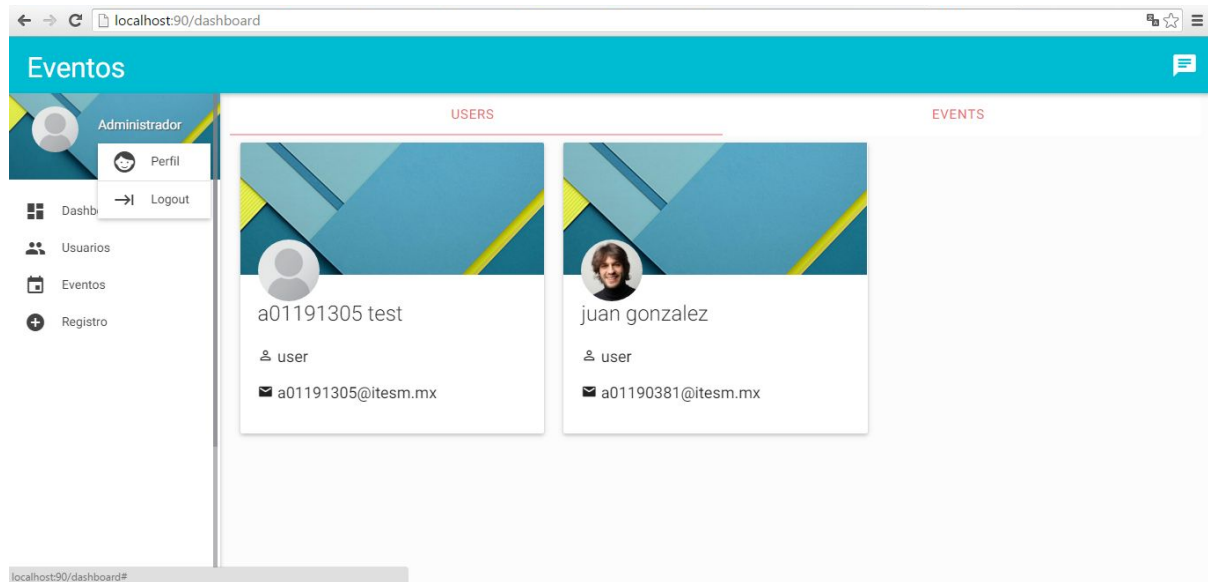 localhost:90/dashboard
Eventos
Administrador
Perfil
Logout
Dashb
Usuarios
Eventos
Registro
USERS
EVENTS
a01191305 test
user
a01191305@itesm.mx
juan gonzalez
user
a01190381@itesm.mx
localhost:90/dashboard#